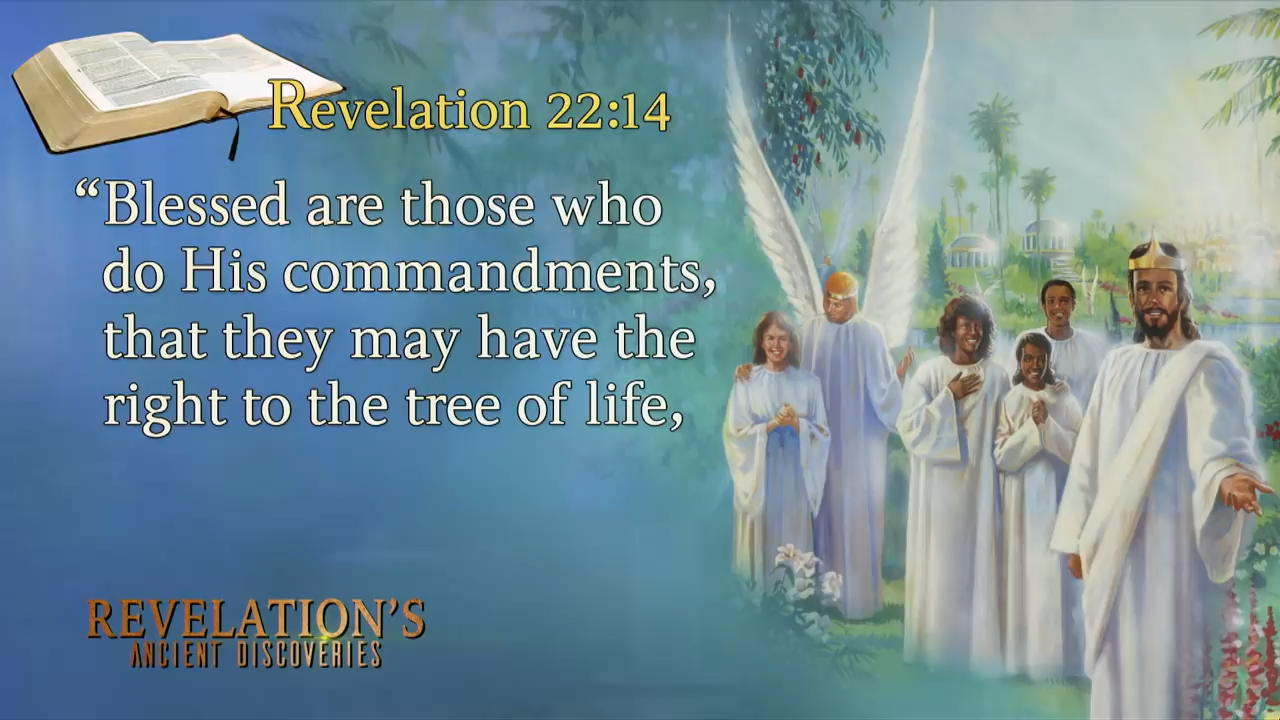 Revelation 22:14
“Blessed are those who
do His commandments,
that they may have the
right to the tree of life,
REVELATION’S
ANCIENT DISCOVERIES